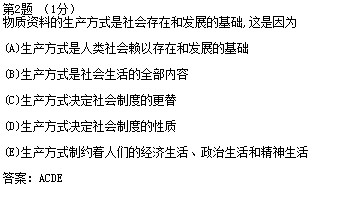 第2题 （1分）
物质资料的生产方式是社会存在和发展的基础,这是因为
(A)生产方式是人类社会赖以存在和发展的基础
(B)生产方式是社会生活的全部内容
(C)生产方式决定社会制度的更替
(D)生产方式决定社会制度的性质
(E)生产方式制约着人们的经济生活、政治生活和精神生活
答案：ACDE